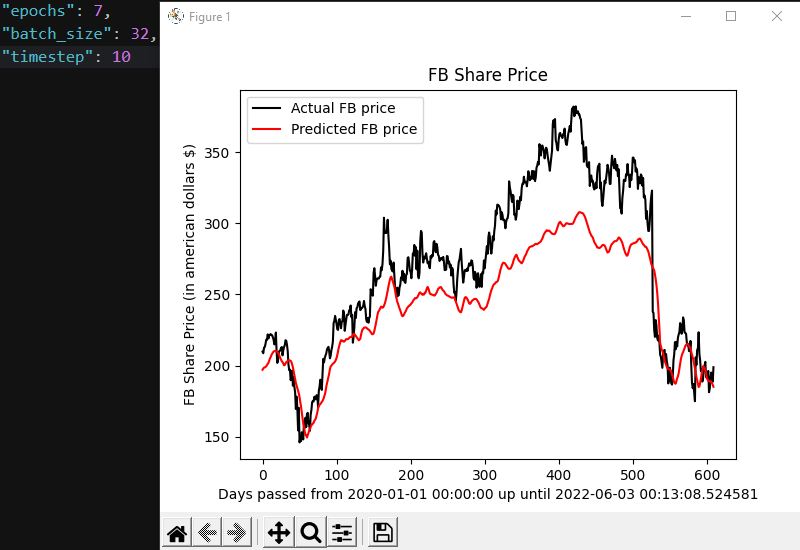 "epochs": 7,
"batch_size": 32,
"timestep": 10
Figure 1
FB Share Price
Actual FB price
Predicted FB price
FB Share Price (in american dollars $)
350
300
250
200
150
0 100 200 300 400 500 600
Days passed from 2020-01-01 00:00:00 up until 2022-06-03 00:13:08.524581